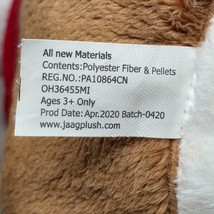 All new Materials
Contents:Polyester Fiber & Pellets
REG.NO.:PA10864CN
OH36455MI
Ages 3+ Only
Prod Date: Apr.2020 Batch-0420
www.jaagplush.com